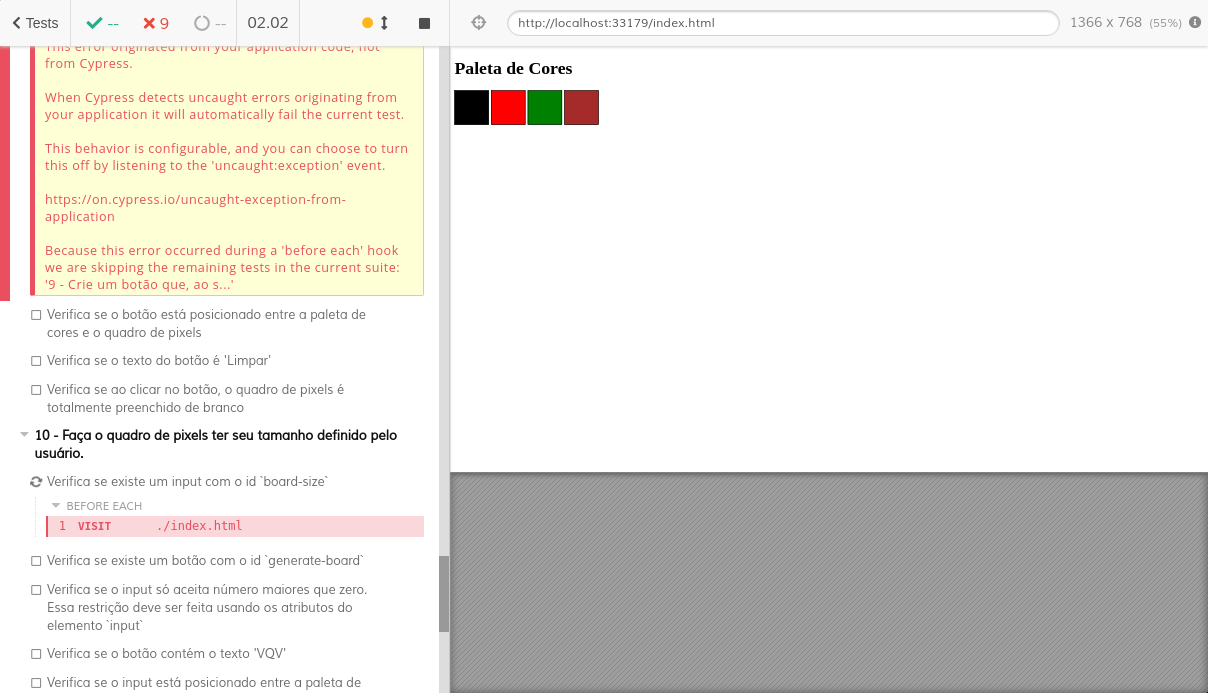 Tests
--
9
--
02.02
http://localhost:33179/index.html
1366 x 768 (55%)
This error originated from your application code, not
from Cypress.
When Cypress detects uncaught errors originating from
your application it will automatically fail the current test.
This behavior is configurable, and you can choose to turn
this off by listening to the 'uncaught:exception' event.
https://on.cypress.io/uncaught-exception-from-
application
Because this error occurred during a 'before each' hook
we are skipping the remaining tests in the current suite:
'9 - Crie um botão que, ao s...'
Verifica se o botão está posicionado entre a paleta de
cores e o quadro de pixels
Verifica se o texto do botão é 'Limpar'
Verifica se ao clicar no botão, o quadro de pixels é
totalmente preenchido de branco
10 - Faça o quadro de pixels ter seu tamanho definido pelo
usuário.
Verifica se existe um input com o id `board-size`
BEFORE EACH
1 VISIT ./index.html
Verifica se existe um botão com o id `generate-board`
Verifica se o input só aceita número maiores que zero.
Essa restrição deve ser feita usando os atributos do
elemento `input`
Verifica se o botão contém o texto 'VQV'
Verifica se o input está posicionado entre a paleta de
Paleta de Cores